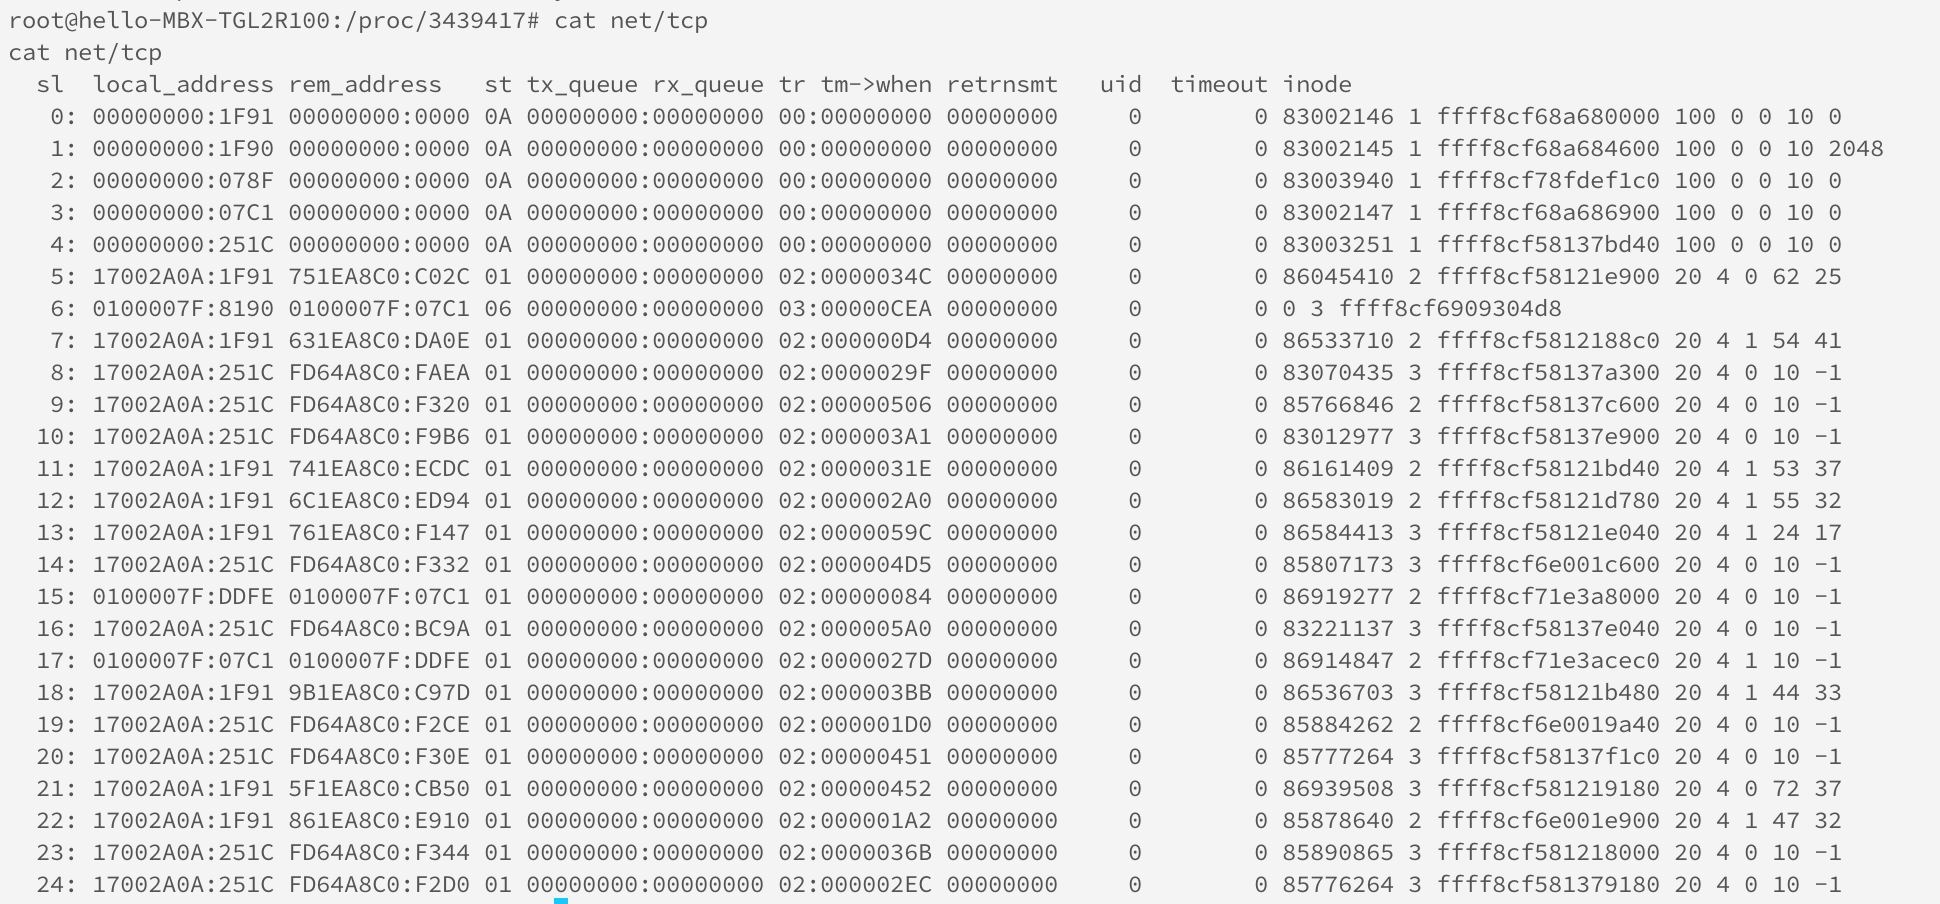 root@hello-MBX-TGL2R100:/proc/3439417# cat net/tcp
cat net/tcp
  sl  local_address rem_address   st tx_queue rx_queue tr tm->when retrnsmt   uid  timeout inode
   0: 00000000:1F91 00000000:0000 0A 00000000:00000000 00:00000000 00000000     0        0 83002146 1 ffff8cf68a680000 100 0 0 10 0
   1: 00000000:1F90 00000000:0000 0A 00000000:00000000 00:00000000 00000000     0        0 83002145 1 ffff8cf68a684600 100 0 0 10 2048
   2: 00000000:078F 00000000:0000 0A 00000000:00000000 00:00000000 00000000     0        0 83003940 1 ffff8cf78fdef1c0 100 0 0 10 0
   3: 00000000:07C1 00000000:0000 0A 00000000:00000000 00:00000000 00000000     0        0 83002147 1 ffff8cf68a686900 100 0 0 10 0
   4: 00000000:251C 00000000:0000 0A 00000000:00000000 00:00000000 00000000     0        0 83003251 1 ffff8cf58137bd40 100 0 0 10 0
   5: 17002A0A:1F91 751EA8C0:C02C 01 00000000:00000000 02:0000034C 00000000     0        0 86045410 2 ffff8cf58121e900 20 4 0 62 25
   6: 0100007F:8190 0100007F:07C1 06 00000000:00000000 03:00000CEA 00000000     0        0 0 3 ffff8cf6909304d8
   7: 17002A0A:1F91 631EA8C0:DA0E 01 00000000:00000000 02:000000D4 00000000     0        0 86533710 2 ffff8cf5812188c0 20 4 1 54 41
   8: 17002A0A:251C FD64A8C0:FAEA 01 00000000:00000000 02:0000029F 00000000     0        0 83070435 3 ffff8cf58137a300 20 4 0 10 -1
   9: 17002A0A:251C FD64A8C0:F320 01 00000000:00000000 02:00000506 00000000     0        0 85766846 2 ffff8cf58137c600 20 4 0 10 -1
  10: 17002A0A:251C FD64A8C0:F9B6 01 00000000:00000000 02:000003A1 00000000     0        0 83012977 3 ffff8cf58137e900 20 4 0 10 -1
  11: 17002A0A:1F91 741EA8C0:ECDC 01 00000000:00000000 02:0000031E 00000000     0        0 86161409 2 ffff8cf58121bd40 20 4 1 53 37
  12: 17002A0A:1F91 6C1EA8C0:ED94 01 00000000:00000000 02:000002A0 00000000     0        0 86583019 2 ffff8cf58121d780 20 4 1 55 32
  13: 17002A0A:1F91 761EA8C0:F147 01 00000000:00000000 02:0000059C 00000000     0        0 86584413 3 ffff8cf58121e040 20 4 1 24 17
  14: 17002A0A:251C FD64A8C0:F332 01 00000000:00000000 02:000004D5 00000000     0        0 85807173 3 ffff8cf6e001c600 20 4 0 10 -1
  15: 0100007F:DDFE 0100007F:07C1 01 00000000:00000000 02:00000084 00000000     0        0 86919277 2 ffff8cf71e3a8000 20 4 0 10 -1
  16: 17002A0A:251C FD64A8C0:BC9A 01 00000000:00000000 02:000005A0 00000000     0        0 83221137 3 ffff8cf58137e040 20 4 0 10 -1
  17: 0100007F:07C1 0100007F:DDFE 01 00000000:00000000 02:0000027D 00000000     0        0 86914847 2 ffff8cf71e3acec0 20 4 1 10 -1
  18: 17002A0A:1F91 9B1EA8C0:C97D 01 00000000:00000000 02:000003BB 00000000     0        0 86536703 3 ffff8cf58121b480 20 4 1 44 33
  19: 17002A0A:251C FD64A8C0:F2CE 01 00000000:00000000 02:000001D0 00000000     0        0 85884262 2 ffff8cf6e0019a40 20 4 0 10 -1
  20: 17002A0A:251C FD64A8C0:F30E 01 00000000:00000000 02:00000451 00000000     0        0 85777264 3 ffff8cf58137f1c0 20 4 0 10 -1
  21: 17002A0A:1F91 5F1EA8C0:CB50 01 00000000:00000000 02:00000452 00000000     0        0 86939508 3 ffff8cf581219180 20 4 0 72 37
  22: 17002A0A:1F91 861EA8C0:E910 01 00000000:00000000 02:000001A2 00000000     0        0 85878640 2 ffff8cf6e001e900 20 4 1 47 32
  23: 17002A0A:251C FD64A8C0:F344 01 00000000:00000000 02:0000036B 00000000     0        0 85890865 3 ffff8cf581218000 20 4 0 10 -1
  24: 17002A0A:251C FD64A8C0:F2D0 01 00000000:00000000 02:000002EC 00000000     0        0 85776264 3 ffff8cf581379180 20 4 0 10 -1